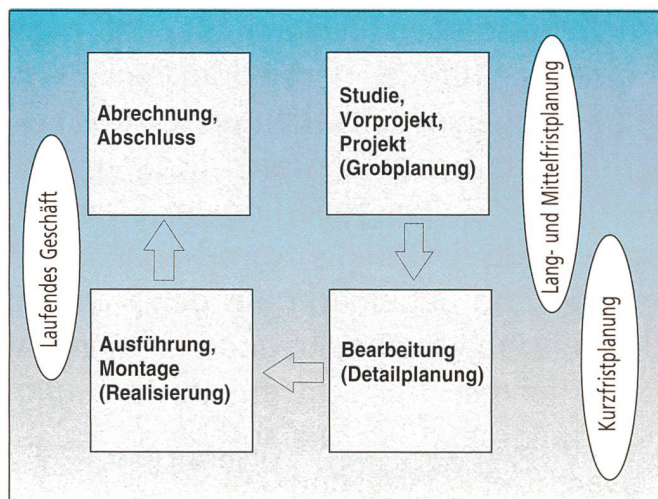 Abrechnung,
Abschluss
Studie,
Vorprojekt,
Projekt
(Grobplanung)
Lang- und Mittelfristplanung
Laufendes Geschäft
Ausführung,
Montage
(Realisierung)
Bearbeitung
(Detailplanung)
Kurzfristplanung